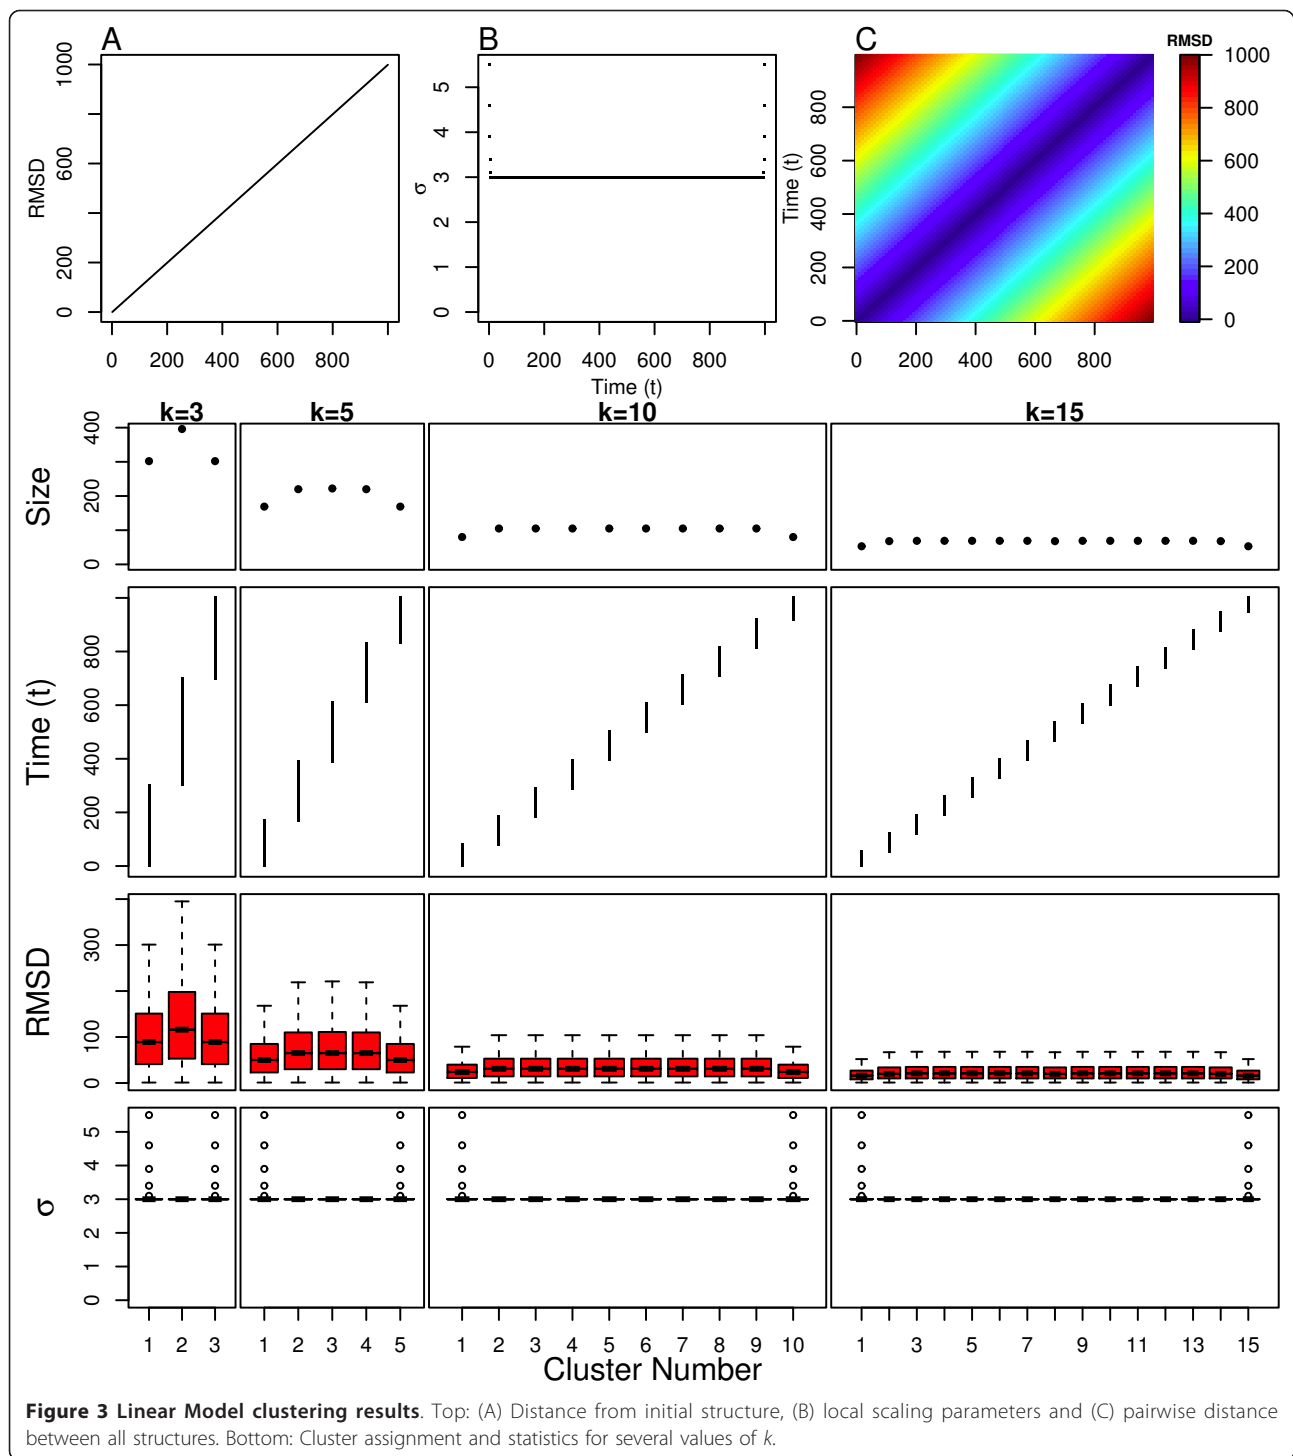 A
RMSD
1000
600
200
0
0 200 400 600 800
B
σ
5
4
3
2
1
0
0 200 400 600 800
Time (t)
C
Time (t)
800
600
400
200
0
0 200 400 600 800
RMSD
1000
800
600
400
200
0
k=3 k=5 k=10 k=15
Size
400
200
0
Time (t)
800
600
400
200
0
RMSD
300
100
0
σ
5
4
3
2
1
0
1 2 3 1 2 3 4 5 1 2 3 4 5 6 7 8 9 10 1 3 5 7 9 11 13 15
Cluster Number
Figure 3 Linear Model clustering results. Top: (A) Distance from initial structure, (B) local scaling parameters and (C) pairwise distance
between all structures. Bottom: Cluster assignment and statistics for several values of k.